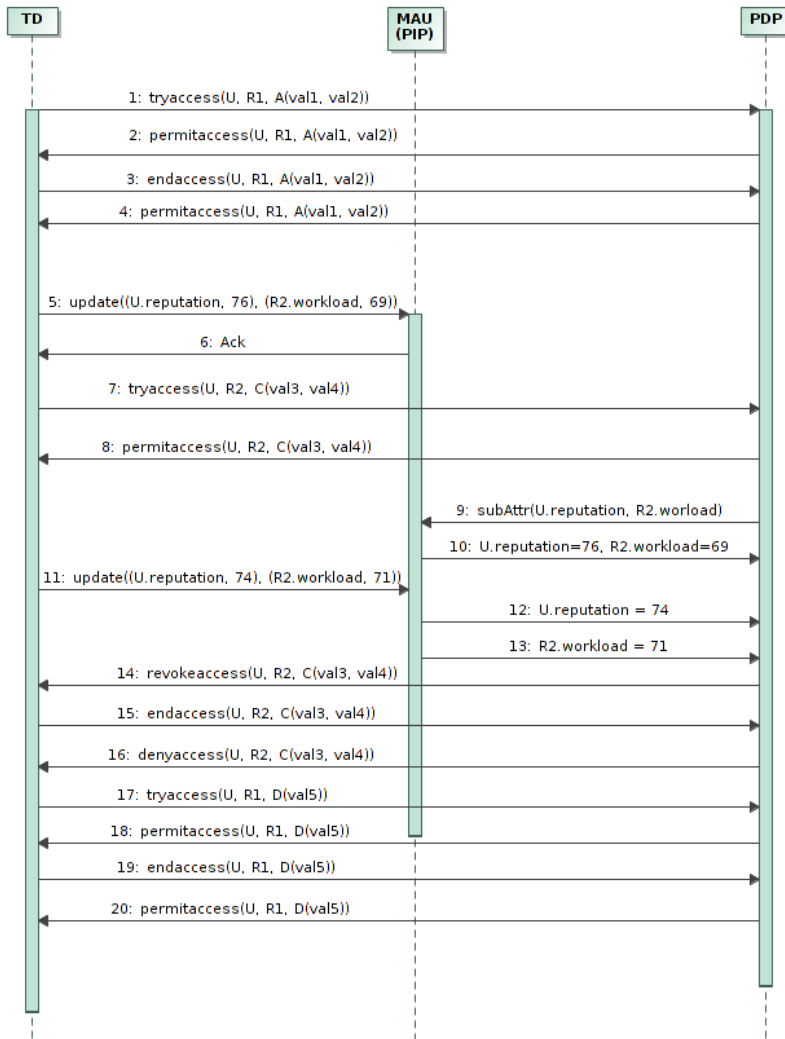 TD
MAU
(PIP)
PDP
1: tryaccess(U, R1, A(val1, val2))
2: permitaccess(U, R1, A(val1, val2))
3: endaccess(U, R1, A(val1, val2))
4: permitaccess(U, R1, A(val1, val2))
5: update((U.reputation, 76), (R2.workload, 69))
6: Ack
7: tryaccess(U, R2, C(val3, val4))
8: permitaccess(U, R2, C(val3, val4))
9: subAttr(U.reputation, R2.worload)
10: U.reputation=76, R2.workload=69
11: update((U.reputation, 74), (R2.workload, 71))
12: U.reputation = 74
13: R2.workload = 71
14: revokeaccess(U, R2, C(val3, val4))
15: endaccess(U, R2, C(val3, val4))
16: denyaccess(U, R2, C(val3, val4))
17: tryaccess(U, R1, D(val5))
18: permitaccess(U, R1, D(val5))
19: endaccess(U, R1, D(val5))
20: permitaccess(U, R1, D(val5))